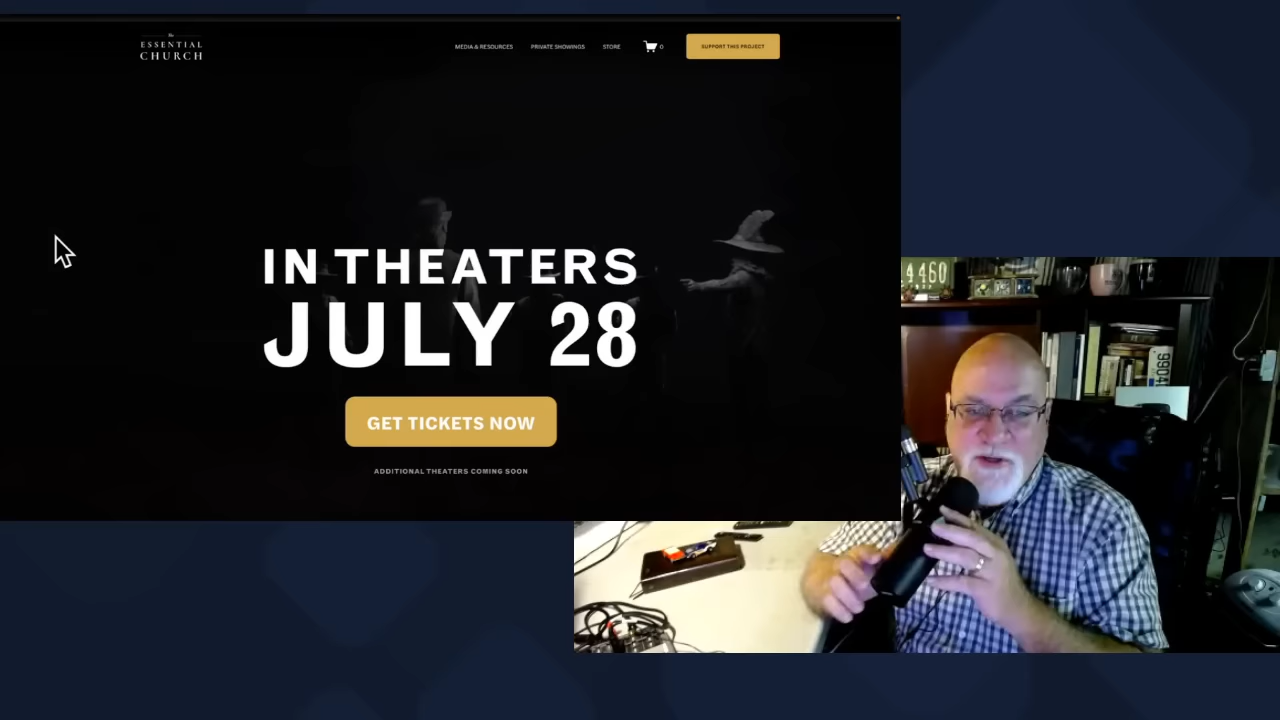 The
ESSENTIAL
CHURCH
MEDIA & RESOURCES
PRIVATE SHOWINGS
STORE
0
SUPPORT THIS PROJECT
IN THEATERS
JULY 28
GET TICKETS NOW
ADDITIONAL THEATERS COMING SOON
4460
9904